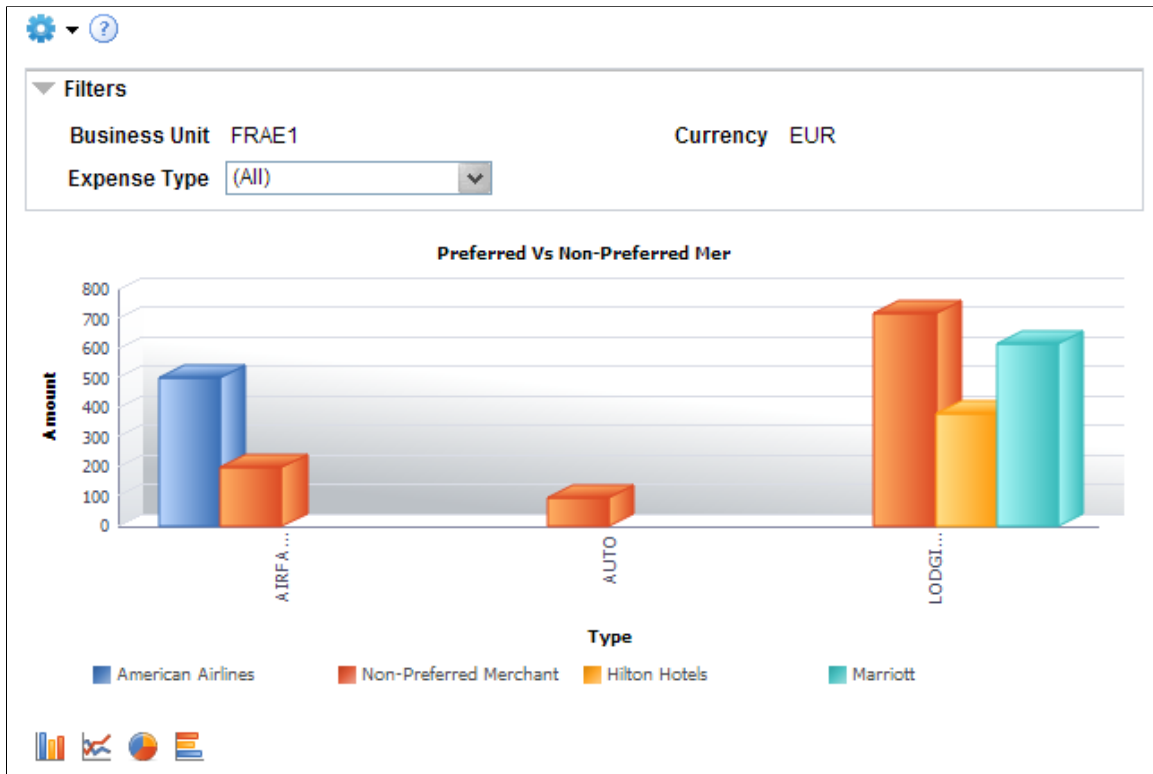 ?
Filters
Business Unit FRAE1 Currency EUR
Expense Type (All)
Preferred Vs Non-Preferred Mer
800
700
600
500
400
300
200
100
0
Amount
AIRFA...
AUTO
LODGI...
Type
American Airlines Non-Preferred Merchant Hilton Hotels Marriott